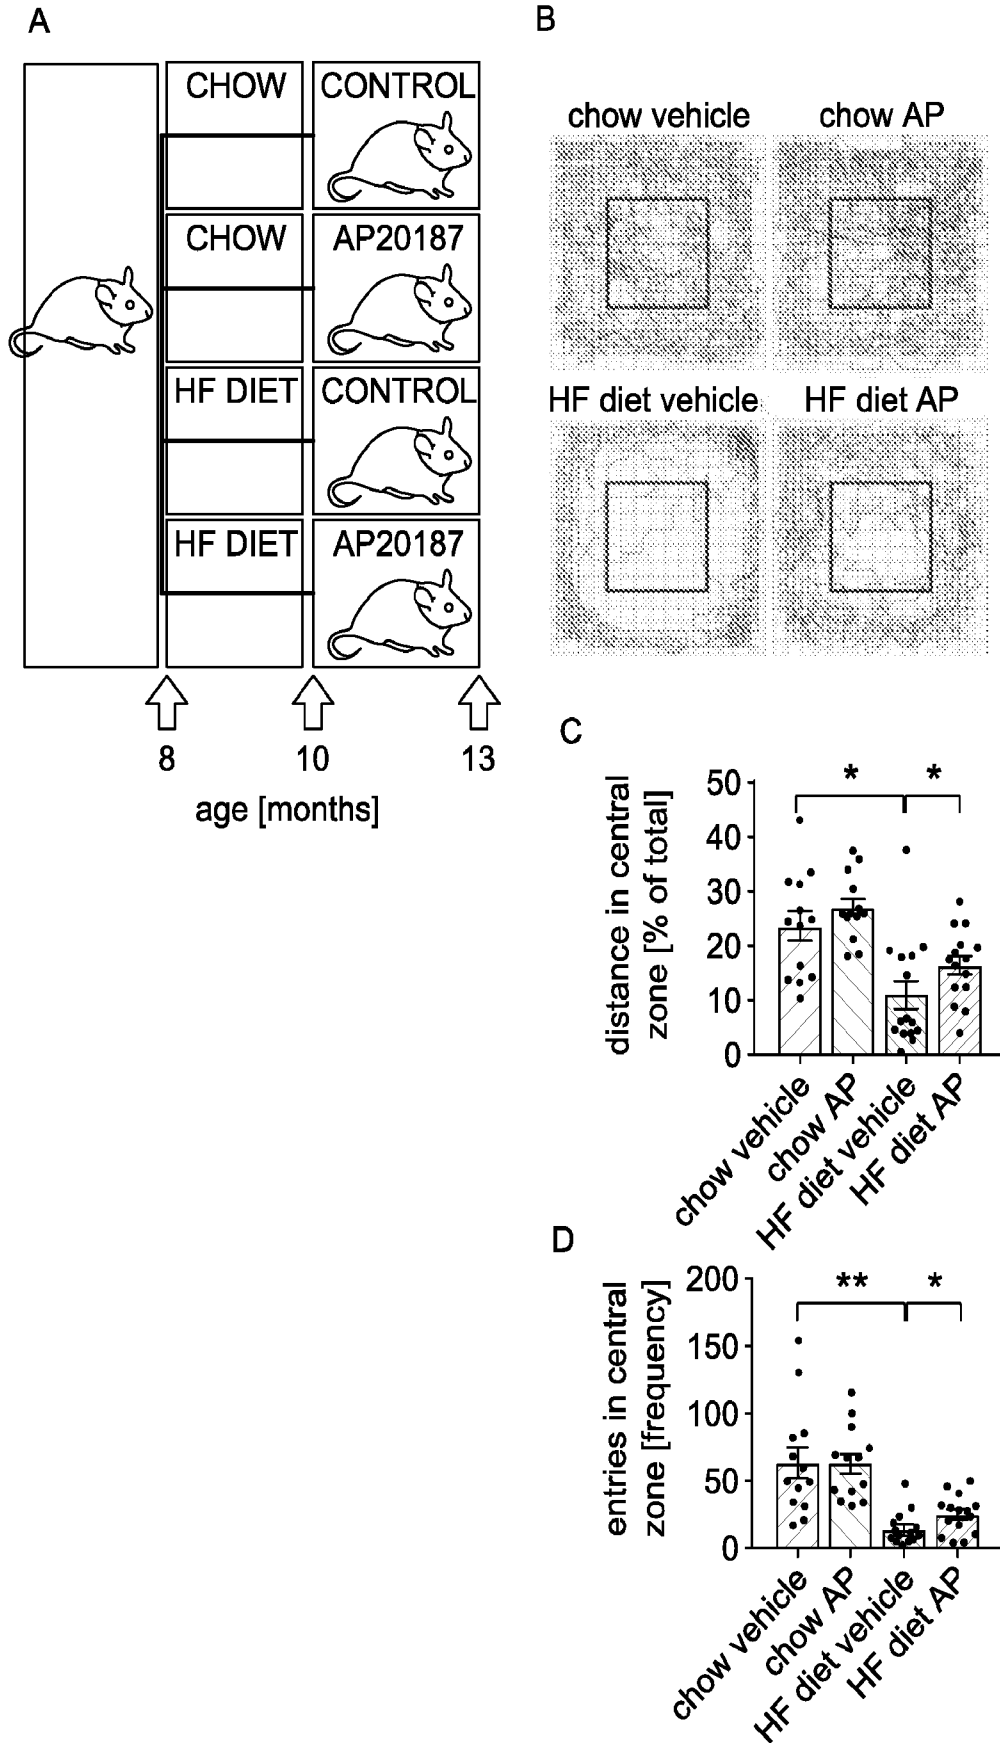 A
CHOW
CONTROL
CHOW
AP20187
HF DIET
CONTROL
HF DIET
AP20187
8
10
13
age [months]
B
chow vehicle
chow AP
HF diet vehicle
HF diet AP
C
distance in central
zone [% of total]
50
40
30
20
10
0
*
*
chow vehicle
chow AP
HF diet vehicle
HF diet AP
D
entries in central
zone [frequency]
200
150
100
50
0
**
*
chow vehicle
chow AP
HF diet vehicle
HF diet AP